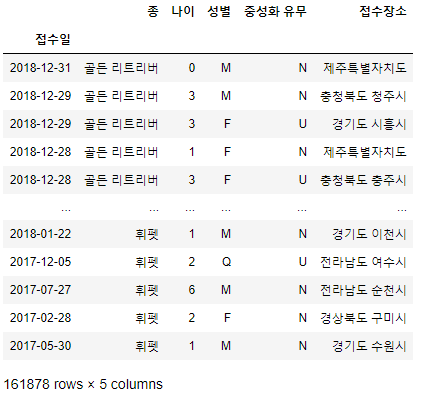 종 나이 성별 중성화 유무 접수장소
접수일
2018-12-31 골든 리트리버 0 M N 제주특별자치도
2018-12-29 골든 리트리버 3 M N 충청북도 청주시
2018-12-29 골든 리트리버 3 F U 경기도 시흥시
2018-12-28 골든 리트리버 1 F N 제주특별자치도
2018-12-28 골든 리트리버 3 F U 충청북도 충주시
... ... ... ... ... ...
2018-01-22 휘펫 1 M N 경기도 이천시
2017-12-05 휘펫 2 Q U 전라남도 여수시
2017-07-27 휘펫 6 M N 전라남도 순천시
2017-02-28 휘펫 2 F N 경상북도 구미시
2017-05-30 휘펫 1 M N 경기도 수원시
161878 rows × 5 columns